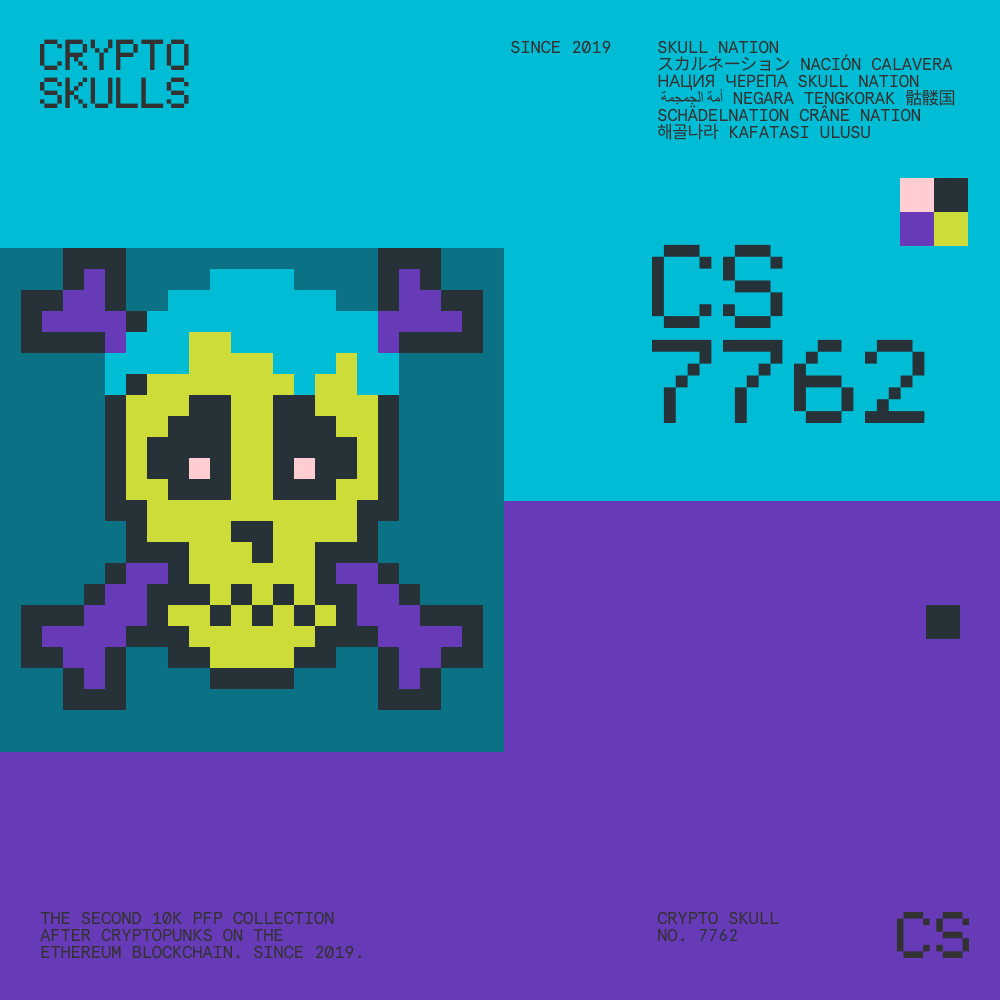 CRYPTO
SKULLS
SINCE 2019
SKULL NATION
スカルネーション NACIÓN CALAVERA
НАЦИЯ ЧЕРЕПА SKULL NATION
أمة الجمجمة NEGARA TENGKORAK 骷髅国
SCHÄDELNATION CRÂNE NATION
해골나라 KAFATASI ULUSU
CS
7762
THE SECOND 10K PFP COLLECTION
AFTER CRYPTOPUNKS ON THE
ETHEREUM BLOCKCHAIN. SINCE 2019.
CRYPTO SKULL
NO. 7762
CS